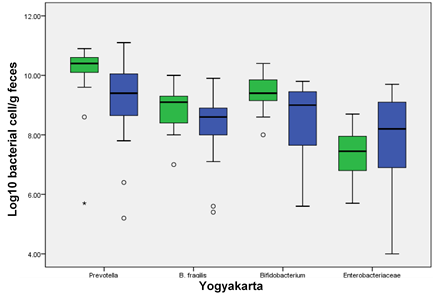 12.00
10.00
8.00
6.00
4.00
Log10 bacterial cell/g feces
Prevotella
B. fragilis
Bifidobacterium
Enterobacteriaceae
Yogyakarta